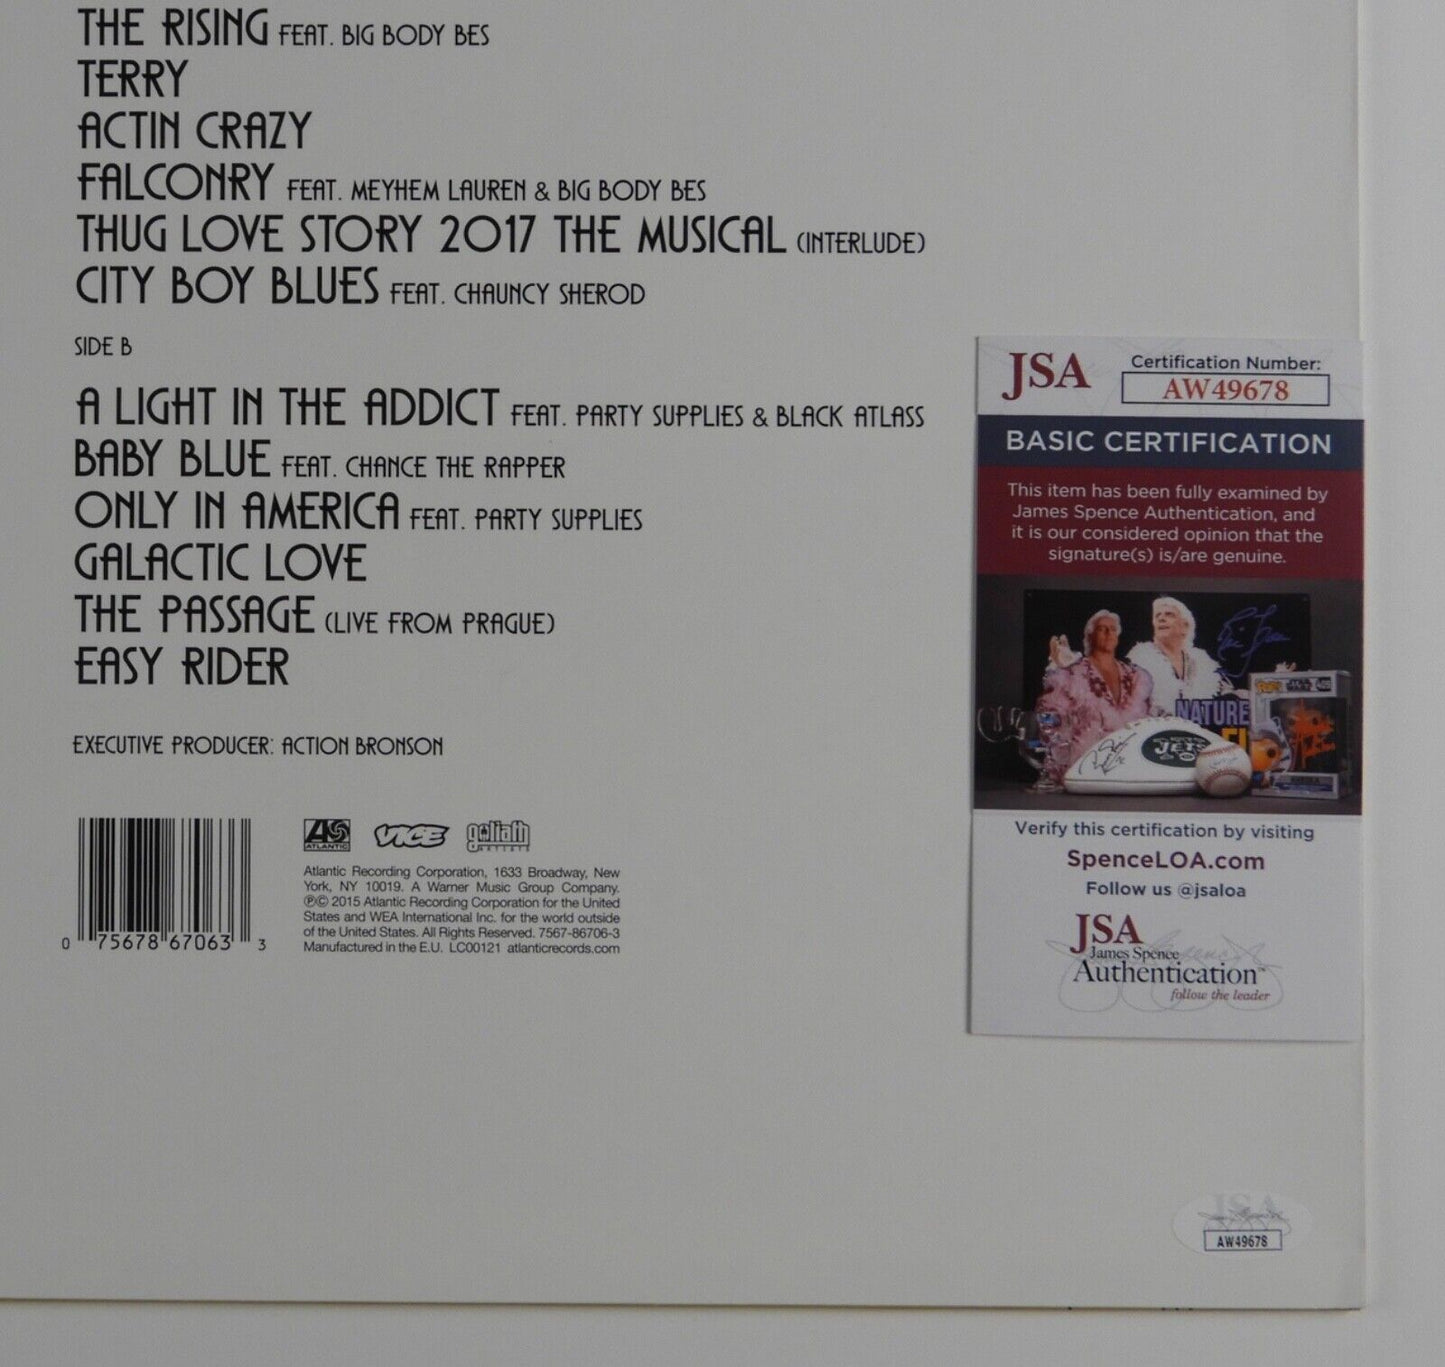 THE RISING FEAT. BIG BODY BES
TERRY
ACTIN CRAZY
FALCONRY FEAT. MEYHEM LAUREN & BIG BODY BES
THUG LOVE STORY 2017 THE MUSICAL (INTERLUDE)
CITY BOY BLUES FEAT. CHAUNCY SHEROD
SIDE B
A LIGHT IN THE ADDICT FEAT. PARTY SUPPLIES & BLACK ATLASS
BABY BLUE FEAT. CHANCE THE RAPPER
ONLY IN AMERICA FEAT. PARTY SUPPLIES
GALACTIC LOVE
THE PASSAGE (LIVE FROM PRAGUE)
EASY RIDER
EXECUTIVE PRODUCER: ACTION BRONSON
0 75678 67063 3
ATLANTIC
VICE
goliath
ARTISTS
Atlantic Recording Corporation, 1633 Broadway, New
York, NY 10019. A Warner Music Group Company.
℗© 2015 Atlantic Recording Corporation for the United
States and WEA International Inc. for the world outside
of the United States. All Rights Reserved. 7567-86706-3
Manufactured in the E.U. LC00121 atlanticrecords.com
JSA
Certification Number:
AW49678
BASIC CERTIFICATION
This item has been fully examined by
James Spence Authentication, and
it is our considered opinion that the
signature(s) is/are genuine.
NATURE
JETS
Verify this certification by visiting
SpenceLOA.com
Follow us @jsaloa
JSA
James Spence
Authentication™
follow the leader
JSA
AW49678